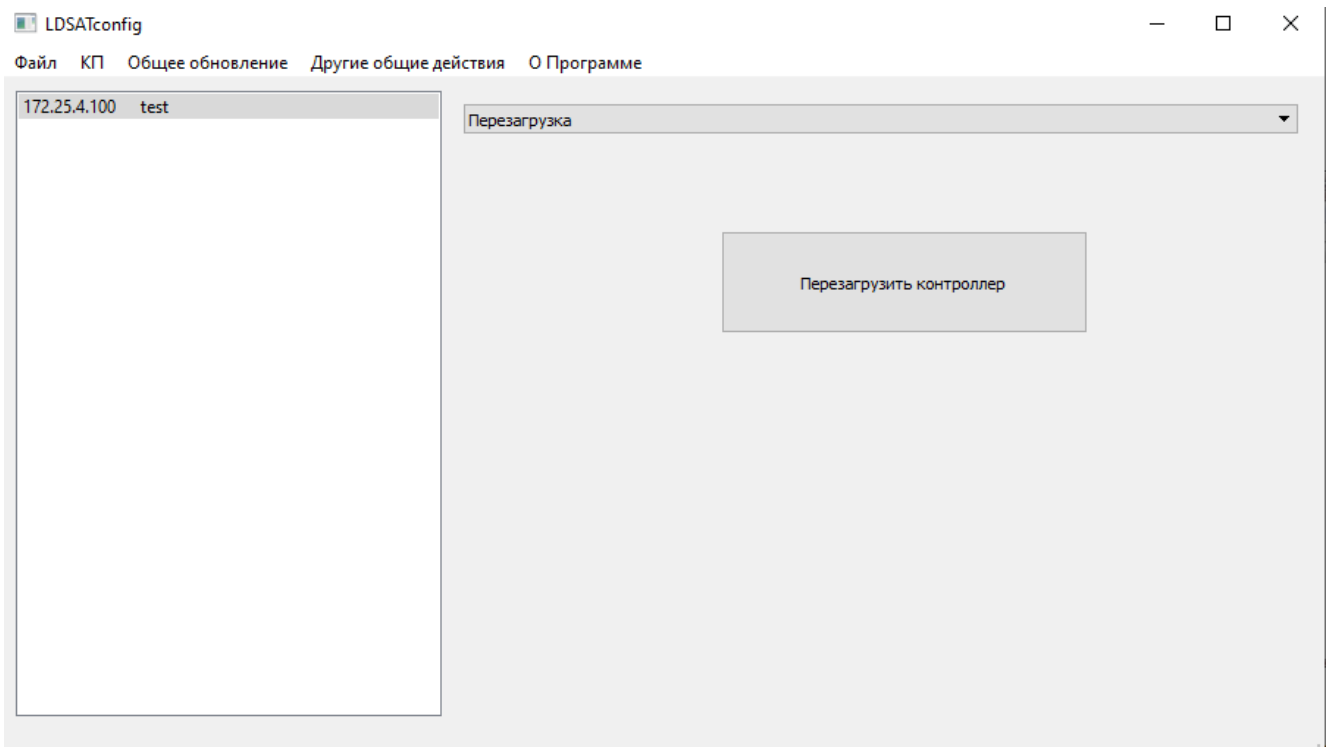 LDSATconfig
Файл КП Общее обновление Другие общие действия О Программе
172.25.4.100 test
Перезагрузка
Перезагрузить контроллер